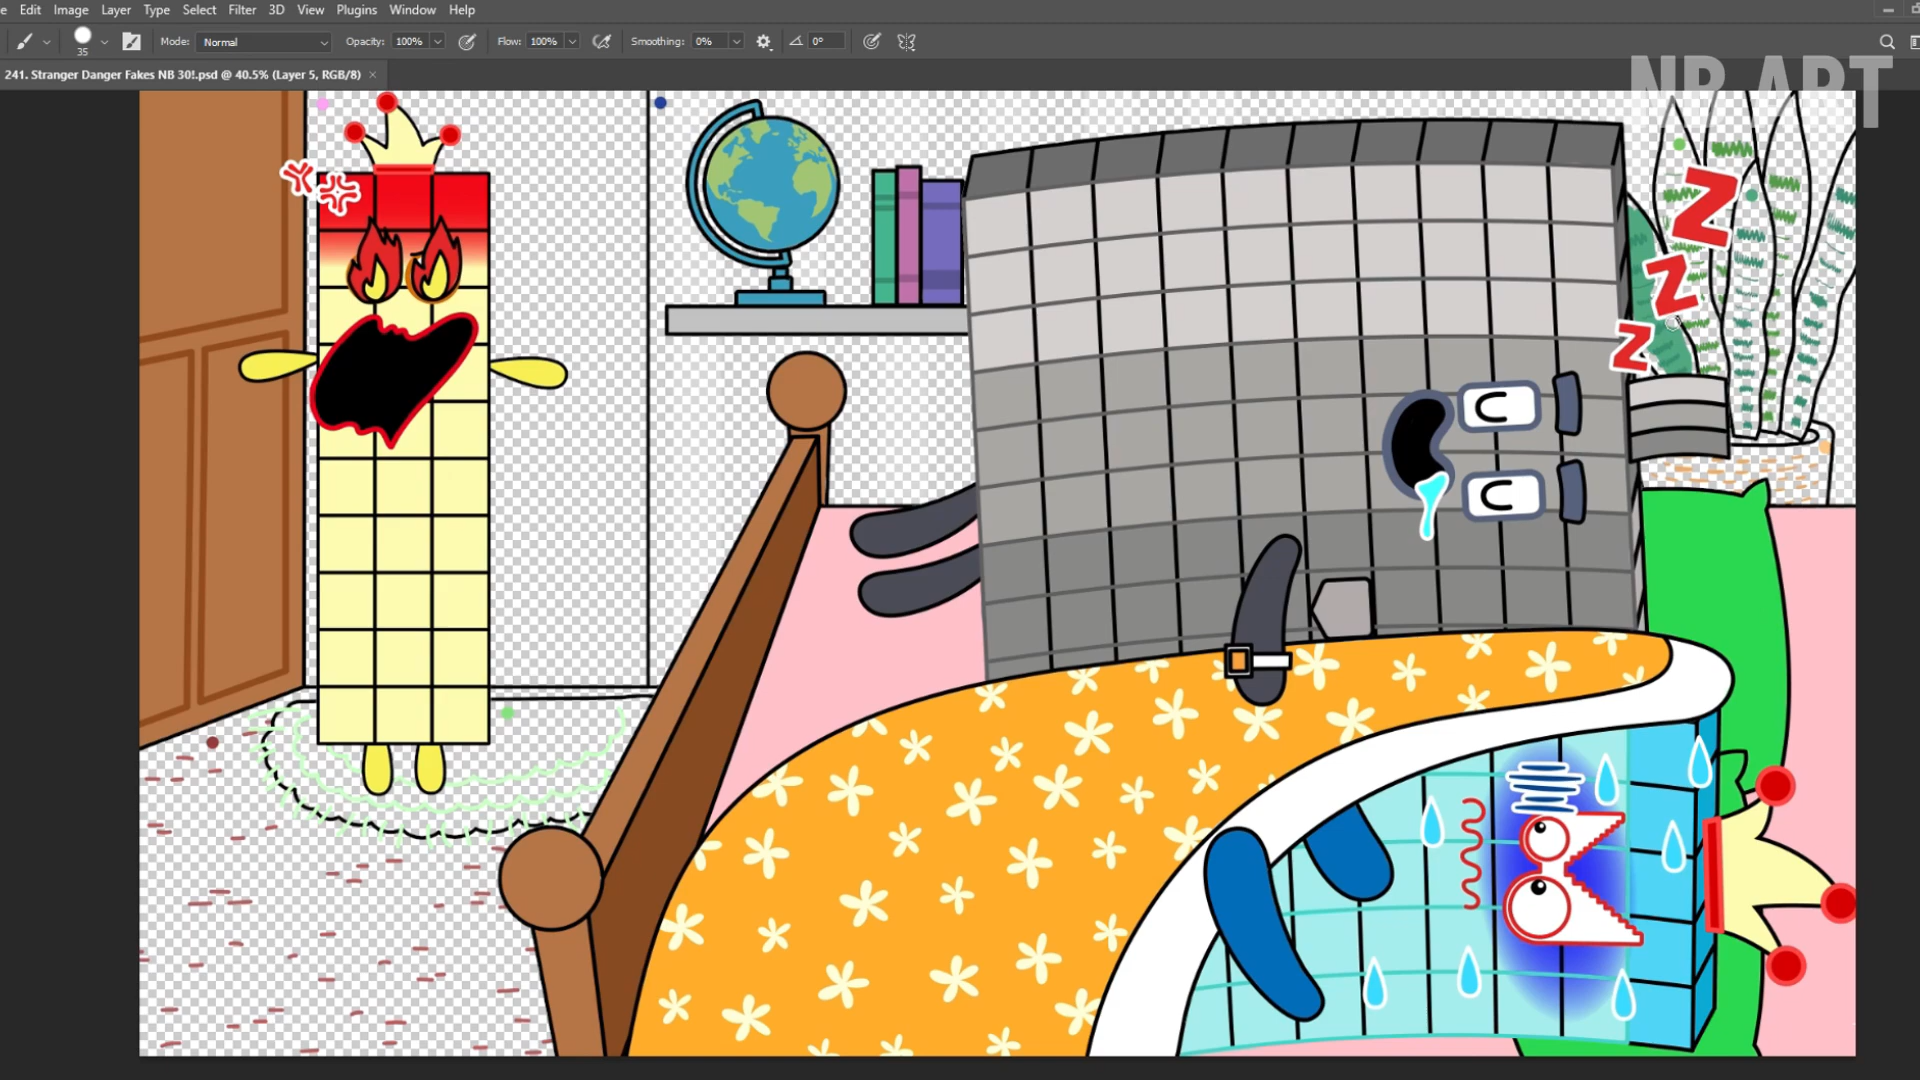 e Edit Image Layer Type Select Filter 3D View Plugins Window Help
35 Mode: Normal Opacity: 100% Flow: 100% Smoothing: 0% 0°
241. Stranger Danger Fakes NB 30!.psd @ 40.5% (Layer 5, RGB/8) ×
NB ART
Z
Z
Z